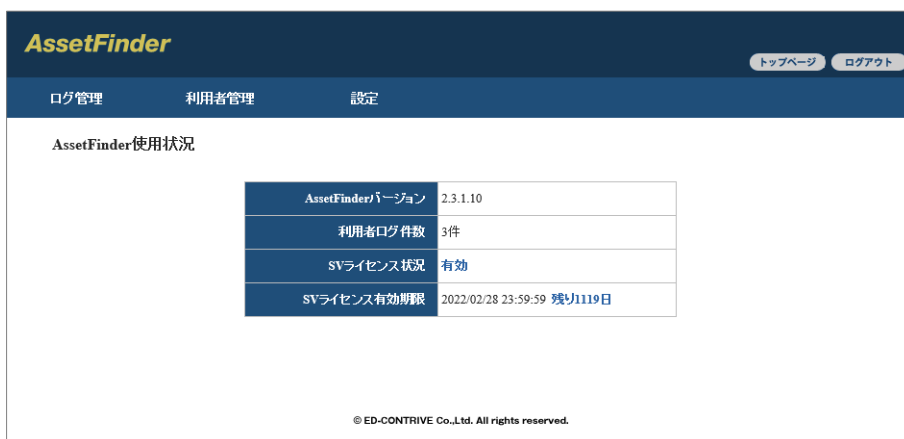 AssetFinder
トップページ ログアウト
ログ管理 利用者管理 設定
AssetFinder使用状況
AssetFinderバージョン 2.3.1.10
利用者ログ件数 3件
SVライセンス状況 有効
SVライセンス有効期限 2022/02/28 23:59:59 残り1119日
© ED-CONTRIVE Co.,Ltd. All rights reserved.